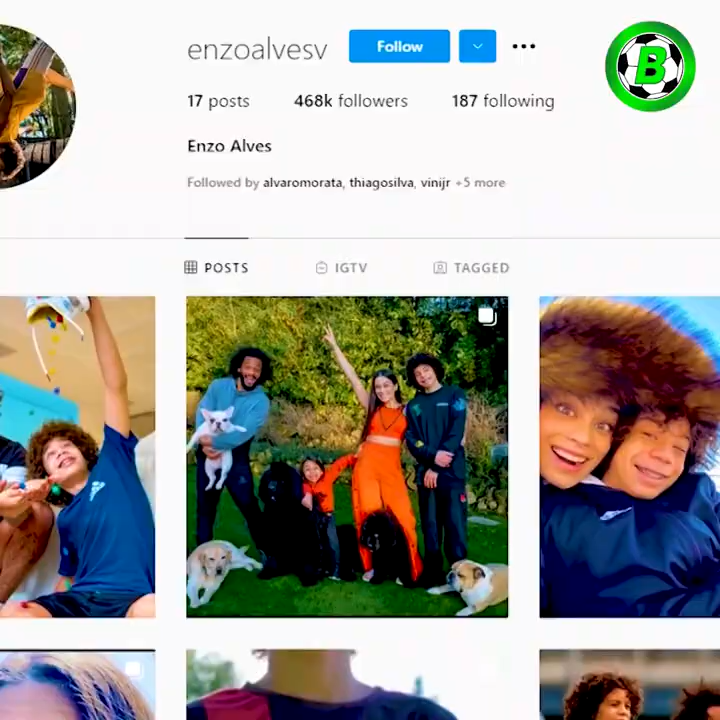 enzoalvesv Follow
17 posts 468k followers 187 following
Enzo Alves
Followed by alvaromorata, thiagosilva, vinijr +5 more
POSTS IGTV TAGGED
B